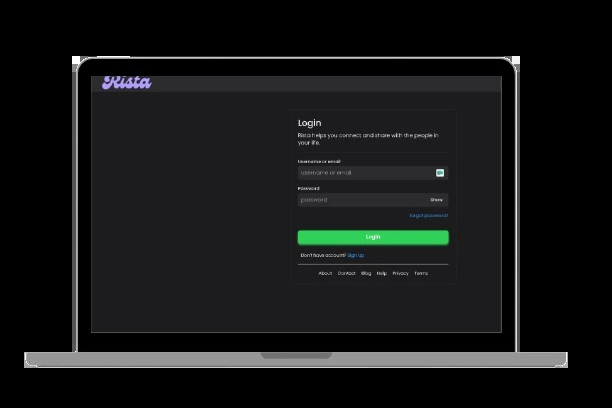 Rista
Login
Rista helps you connect and share with the people in
your life.
Username or email
username or email
Password
password Show
Forgot password?
Login
Don't have account? Sign up
About Contact Blog Help Privacy Terms